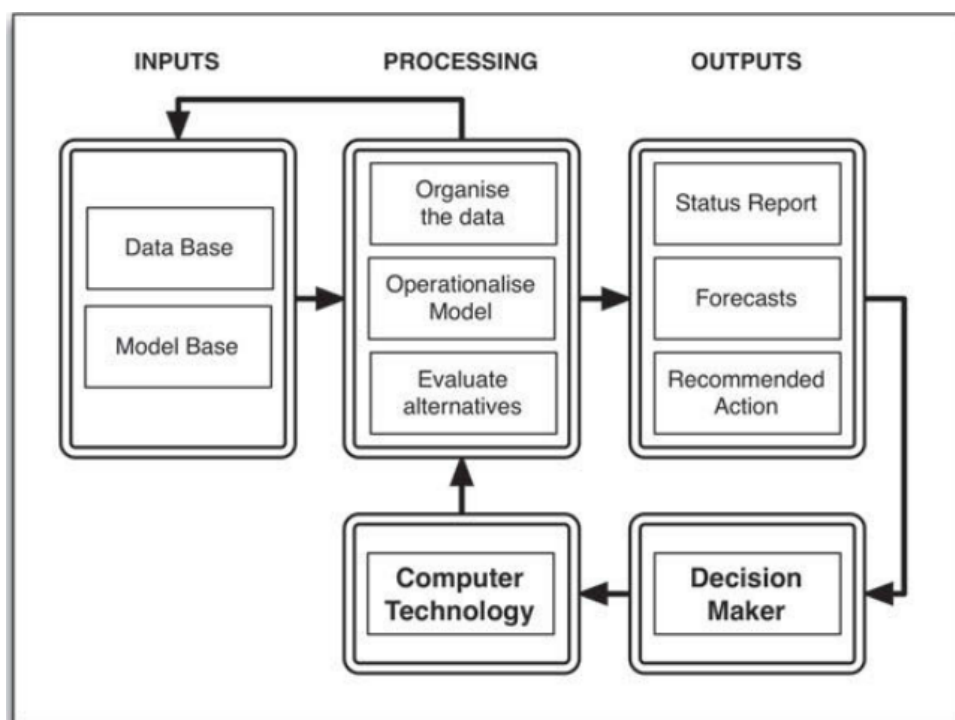 INPUTS
PROCESSING
OUTPUTS
Data Base
Model Base
Organise
the data
Operationalise
Model
Evaluate
alternatives
Status Report
Forecasts
Recommended
Action
Computer
Technology
Decision
Maker